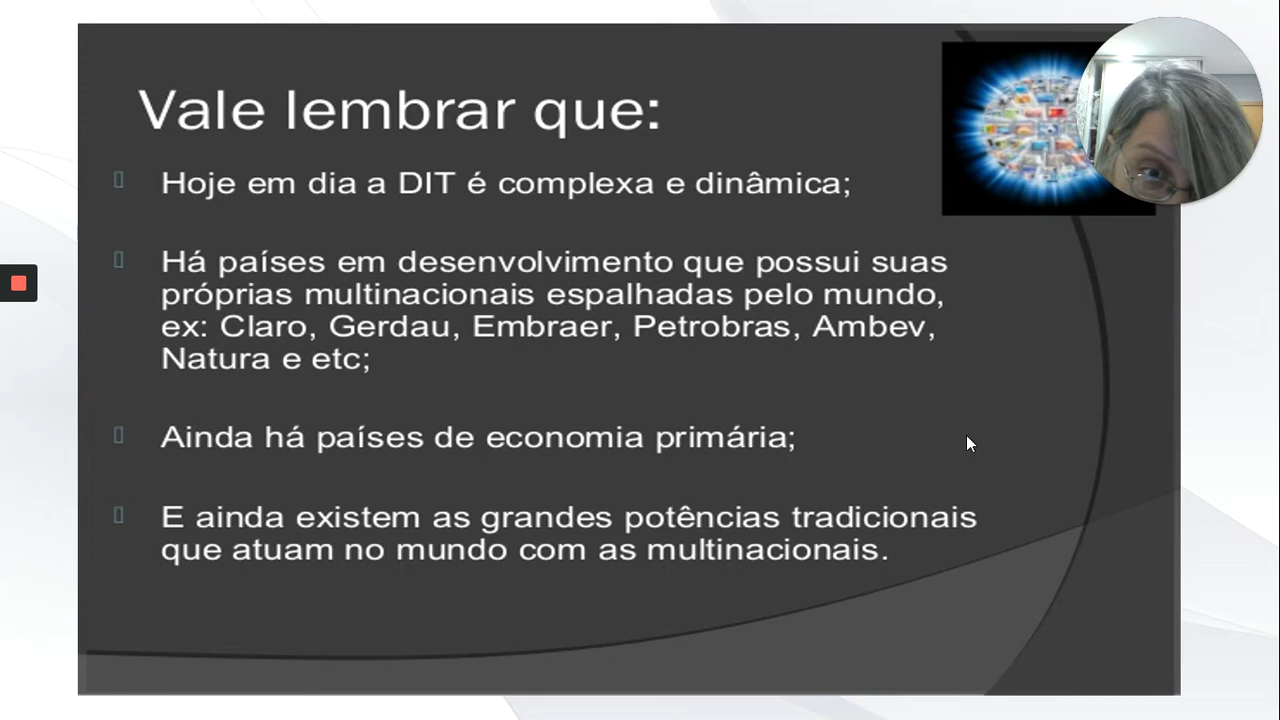 Vale lembrar que:
Hoje em dia a DIT é complexa e dinâmica;
Há países em desenvolvimento que possui suas
próprias multinacionais espalhadas pelo mundo,
ex: Claro, Gerdau, Embraer, Petrobras, Ambev,
Natura e etc;
Ainda há países de economia primária;
E ainda existem as grandes potências tradicionais
que atuam no mundo com as multinacionais.